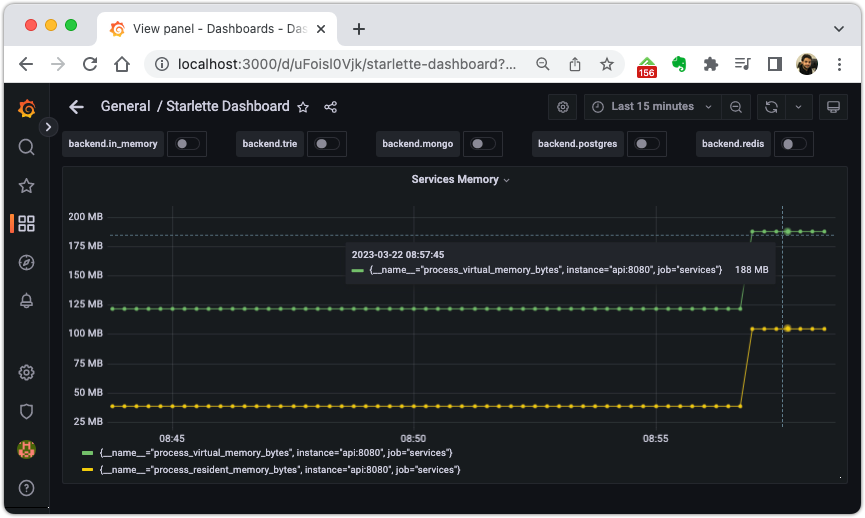 View panel - Dashboards - Das
localhost:3000/d/uFoisl0Vjk/starlette-dashboard?...
156
General / Starlette Dashboard
Last 15 minutes
backend.in_memory
backend.trie
backend.mongo
backend.postgres
backend.redis
Services Memory
200 MB
175 MB
150 MB
125 MB
100 MB
75 MB
50 MB
25 MB
2023-03-22 08:57:45
{__name__="process_virtual_memory_bytes", instance="api:8080", job="services"} 188 MB
08:45
08:50
08:55
{__name__="process_virtual_memory_bytes", instance="api:8080", job="services"}
{__name__="process_resident_memory_bytes", instance="api:8080", job="services"}